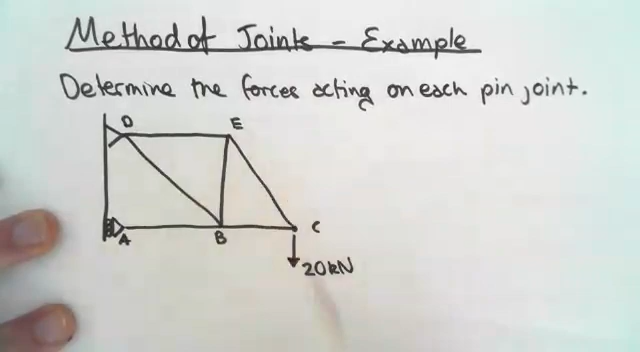 Method of Joints - Example
Determine the forces acting on each pin joint.
D E
A B C
20kN